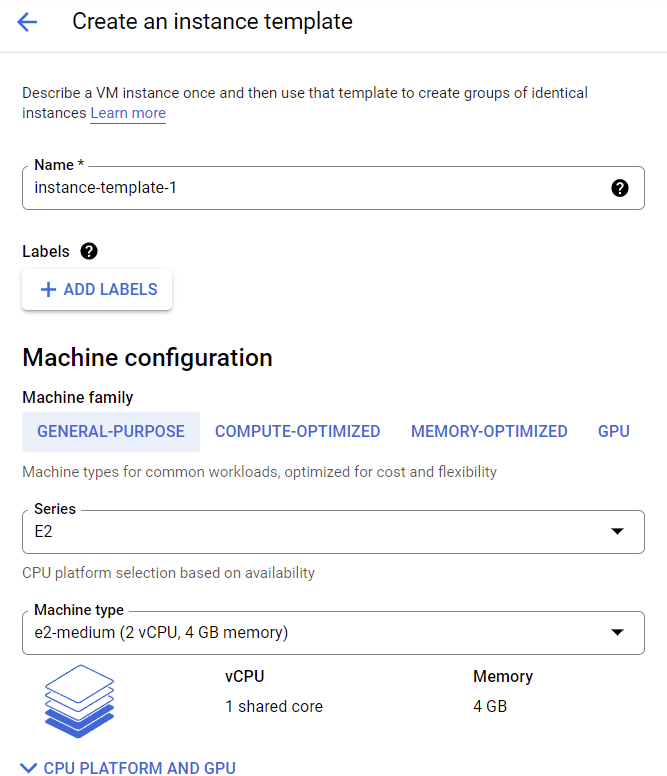 Create an instance template
Describe a VM instance once and then use that template to create groups of identical
instances Learn more
Name *
instance-template-1
Labels
ADD LABELS
Machine configuration
Machine family
GENERAL-PURPOSE COMPUTE-OPTIMIZED MEMORY-OPTIMIZED GPU
Machine types for common workloads, optimized for cost and flexibility
Series
E2
CPU platform selection based on availability
Machine type
e2-medium (2 vCPU, 4 GB memory)
vCPU Memory
1 shared core 4 GB
CPU PLATFORM AND GPU